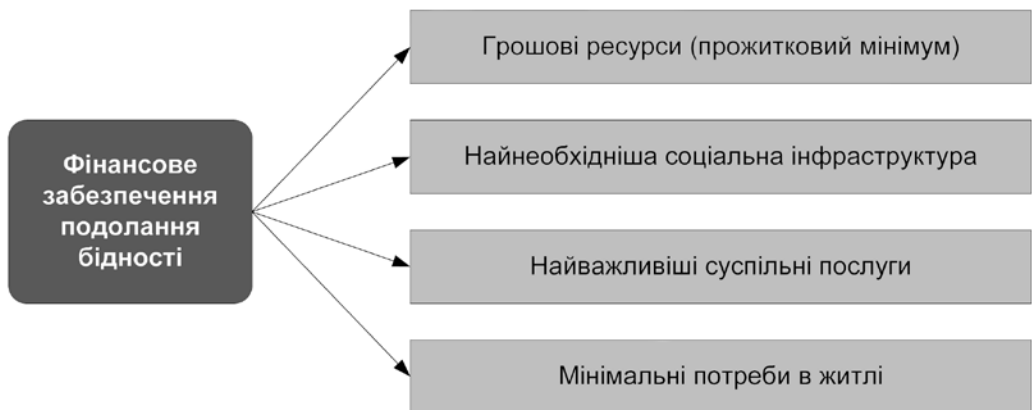 Фінансове
забезпечення
подолання
бідності
Грошові ресурси (прожитковий мінімум)
Найнеобхідніша соціальна інфраструктура
Найважливіші суспільні послуги
Мінімальні потреби в житлі